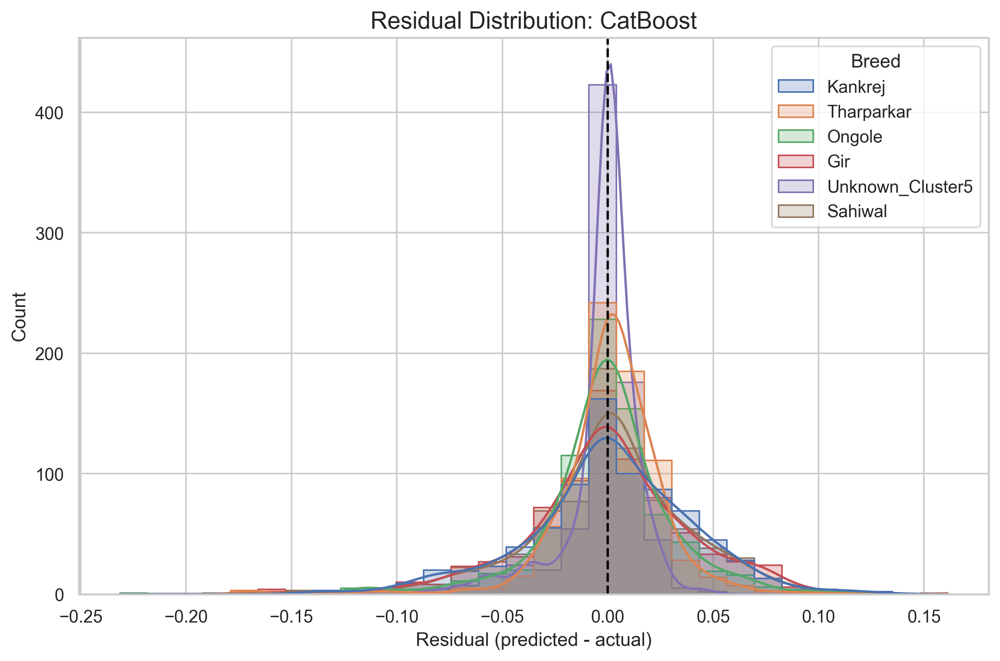 Residual Distribution: CatBoost
Breed
Kankrej
Tharparkar
Ongole
Gir
Unknown_Cluster5
Sahiwal
Count
400
300
200
100
0
−0.25
−0.20
−0.15
−0.10
−0.05
0.00
0.05
0.10
0.15
Residual (predicted - actual)